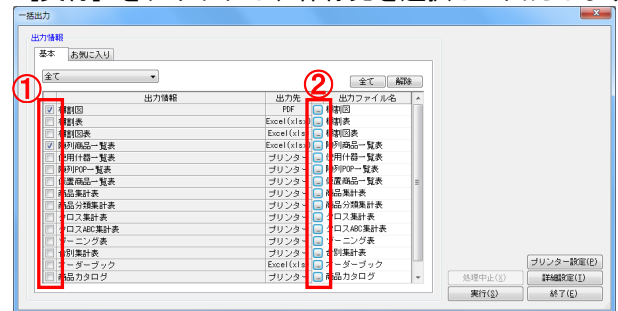 一括出力
出力情報
基本 お気に入り
全て
全て 解除
① ②
出力情報 出力先 出力ファイル名
棚割図 PDF 棚割図
棚割表 Excel(xls 棚割表
棚割図表 Excel(xls 棚割図表
陳列商品一覧表 Excel(xls 陳列商品一覧表
使用什器一覧表 プリンター 使用什器一覧表
陳列POP一覧表 プリンター 陳列POP一覧表
位置商品一覧表 プリンター 位置商品一覧表
商品集計表 プリンター 商品集計表
商品分類集計表 プリンター 商品分類集計表
クロス集計表 プリンター クロス集計表
クロスABC集計表 プリンター クロスABC集計表
ゾーニング表 プリンター ゾーニング表
台別集計表 プリンター 台別集計表
オーダーブック Excel(xls オーダーブック
商品カタログ プリンター 商品カタログ
プリンター設定(P)
処理中止(X) 詳細設定(I)
実行(S) 終了(E)